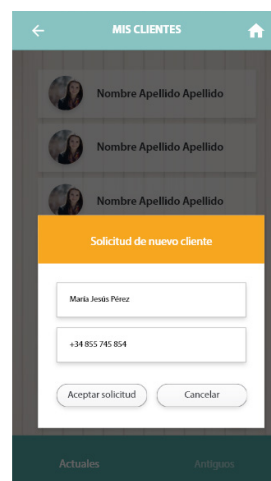 MIS CLIENTES
Nombre Apellido Apellido
Nombre Apellido Apellido
Nombre Apellido Apellido
Solicitud de nuevo cliente
María Jesús Pérez
+34 855 745 854
Aceptar solicitud Cancelar
Actuales Antiguos